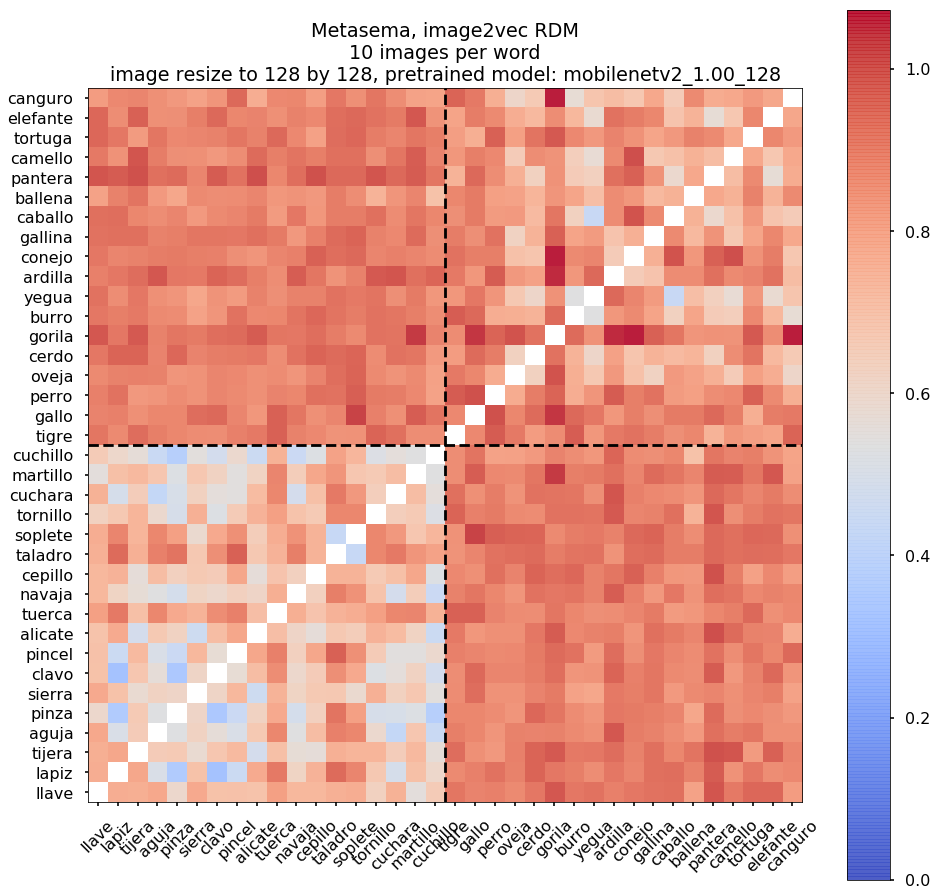 Metasema, image2vec RDM
10 images per word
image resize to 128 by 128, pretrained model: mobilenetv2_1.00_128
canguro
elefante
tortuga
camello
pantera
ballena
caballo
gallina
conejo
ardilla
yegua
burro
gorila
cerdo
oveja
perro
gallo
tigre
cuchillo
martillo
cuchara
tornillo
soplete
taladro
cepillo
navaja
tuerca
alicate
pincel
clavo
sierra
pinza
aguja
tijera
lapiz
llave
llave
lapiz
tijera
aguja
pinza
sierra
clavo
pincel
alicate
tuerca
navaja
cepillo
taladro
soplete
tornillo
cuchara
martillo
cuchillo
tigre
gallo
perro
oveja
cerdo
gorila
burro
yegua
ardilla
conejo
gallina
caballo
ballena
pantera
camello
tortuga
elefante
canguro
1.0
0.8
0.6
0.4
0.2
0.0